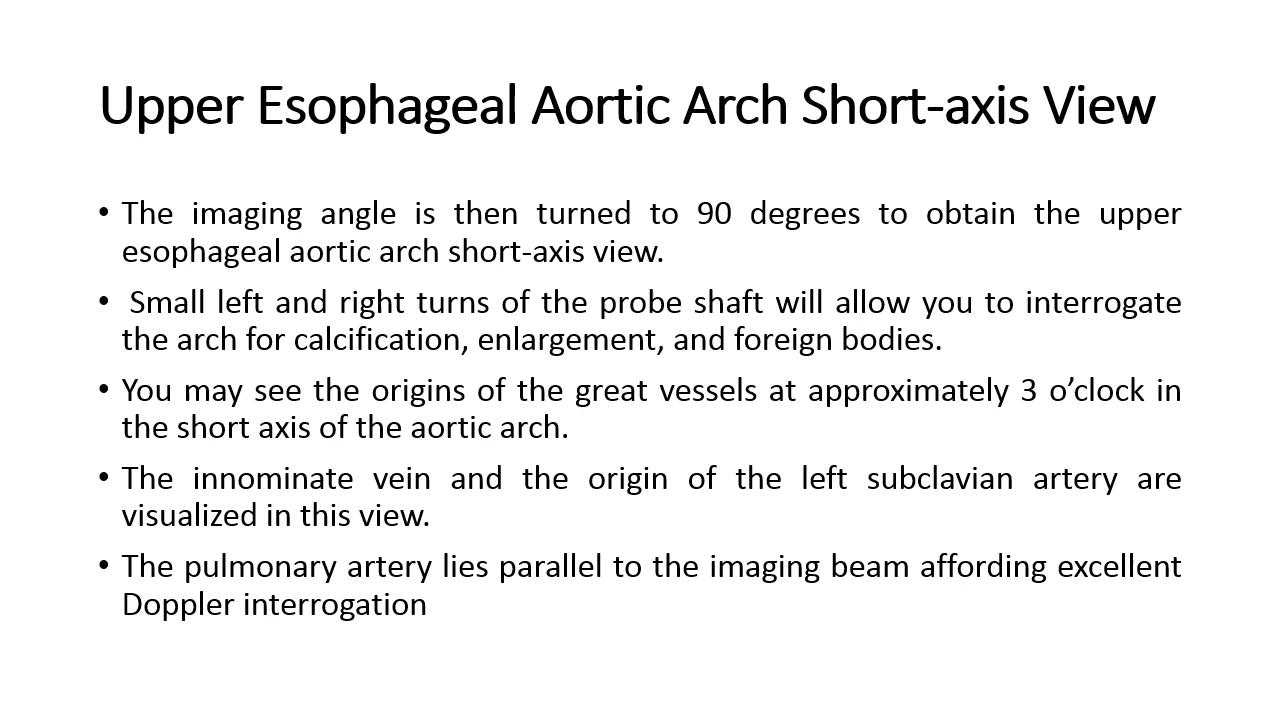 Upper Esophageal Aortic Arch Short-axis View
• The imaging angle is then turned to 90 degrees to obtain the upper
esophageal aortic arch short-axis view.
• Small left and right turns of the probe shaft will allow you to interrogate
the arch for calcification, enlargement, and foreign bodies.
• You may see the origins of the great vessels at approximately 3 o’clock in
the short axis of the aortic arch.
• The innominate vein and the origin of the left subclavian artery are
visualized in this view.
• The pulmonary artery lies parallel to the imaging beam affording excellent
Doppler interrogation